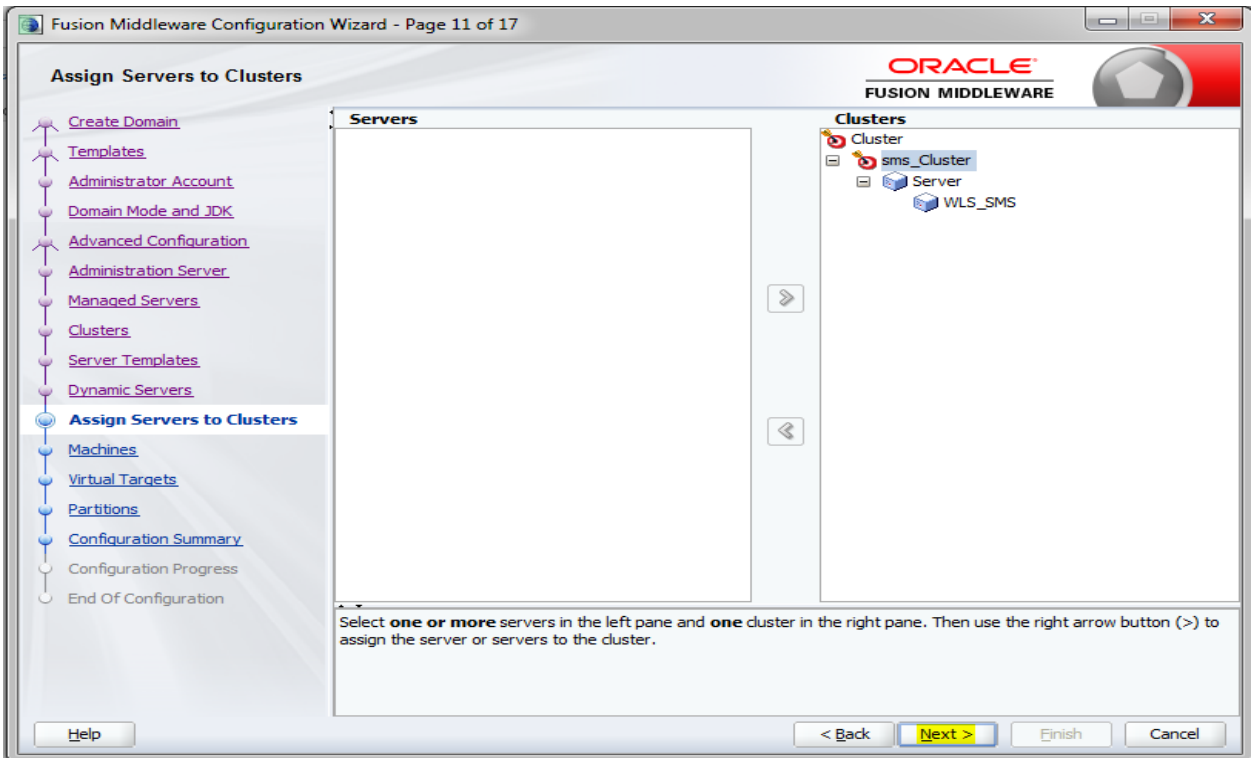 Fusion Middleware Configuration Wizard - Page 11 of 17
Assign Servers to Clusters
ORACLE
FUSION MIDDLEWARE
Create Domain
Templates
Administrator Account
Domain Mode and JDK
Advanced Configuration
Administration Server
Managed Servers
Clusters
Server Templates
Dynamic Servers
Assign Servers to Clusters
Machines
Virtual Targets
Partitions
Configuration Summary
Configuration Progress
End Of Configuration
Servers
Clusters
Cluster
sms_Cluster
Server
WLS_SMS
Select one or more servers in the left pane and one cluster in the right pane. Then use the right arrow button (>) to
assign the server or servers to the cluster.
Help
< Back
Next >
Finish
Cancel